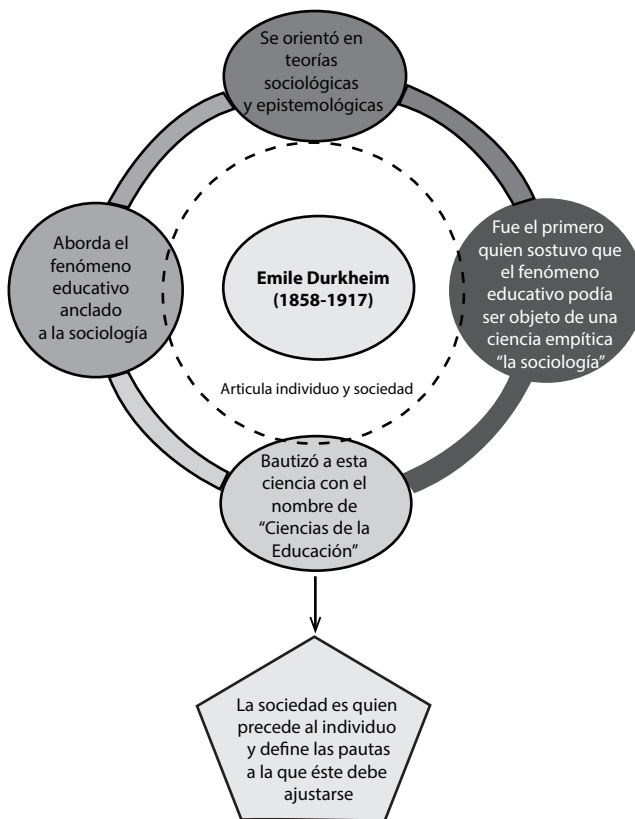 Se orientó en
teorías
sociológicas
y epistemológicas
Fue el primero
quien sostuvo que
el fenómeno
educativo podía
ser objeto de una
ciencia empítica
“la sociología”
Aborda el
fenómeno
educativo
anclado
a la sociología
Emile Durkheim
(1858-1917)
Articula individuo y sociedad
Bautizó a esta
ciencia con el
nombre de
“Ciencias de la
Educación”
La sociedad es quien
precede al individuo
y define las pautas
a la que éste debe
ajustarse